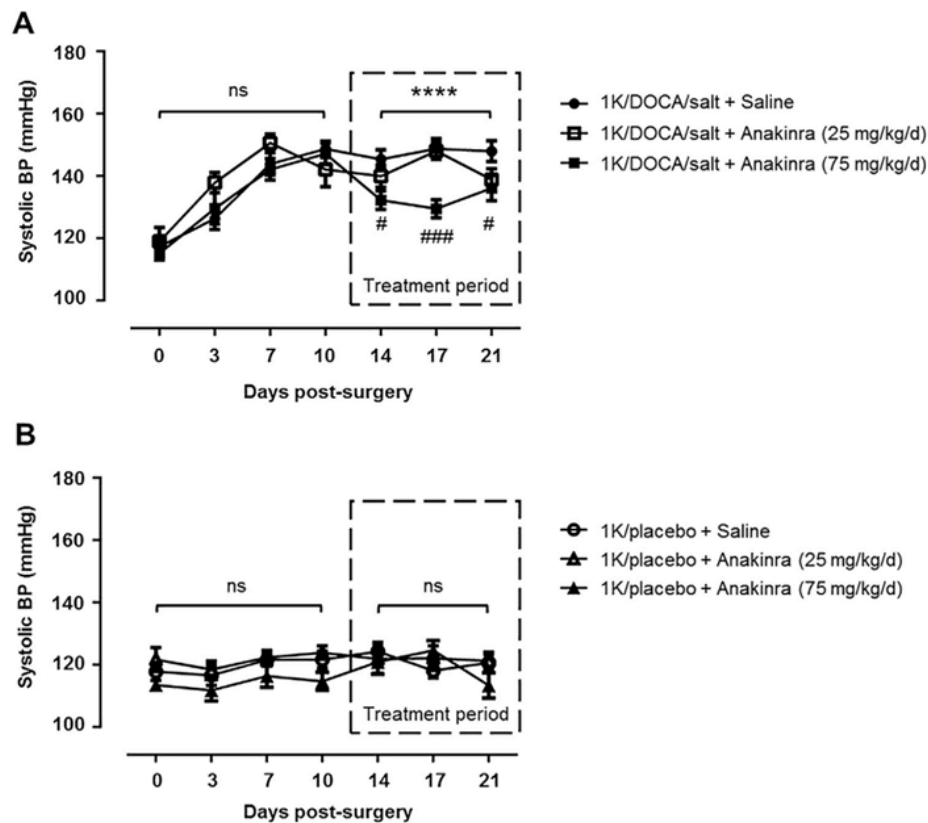 A
180
160
140
120
100
Systolic BP (mmHg)
ns
****
# ### #
Treatment period
0 3 7 10 14 17 21
Days post-surgery
1K/DOCA/salt + Saline
1K/DOCA/salt + Anakinra (25 mg/kg/d)
1K/DOCA/salt + Anakinra (75 mg/kg/d)
B
180
160
140
120
100
Systolic BP (mmHg)
ns
ns
Treatment period
0 3 7 10 14 17 21
Days post-surgery
1K/placebo + Saline
1K/placebo + Anakinra (25 mg/kg/d)
1K/placebo + Anakinra (75 mg/kg/d)